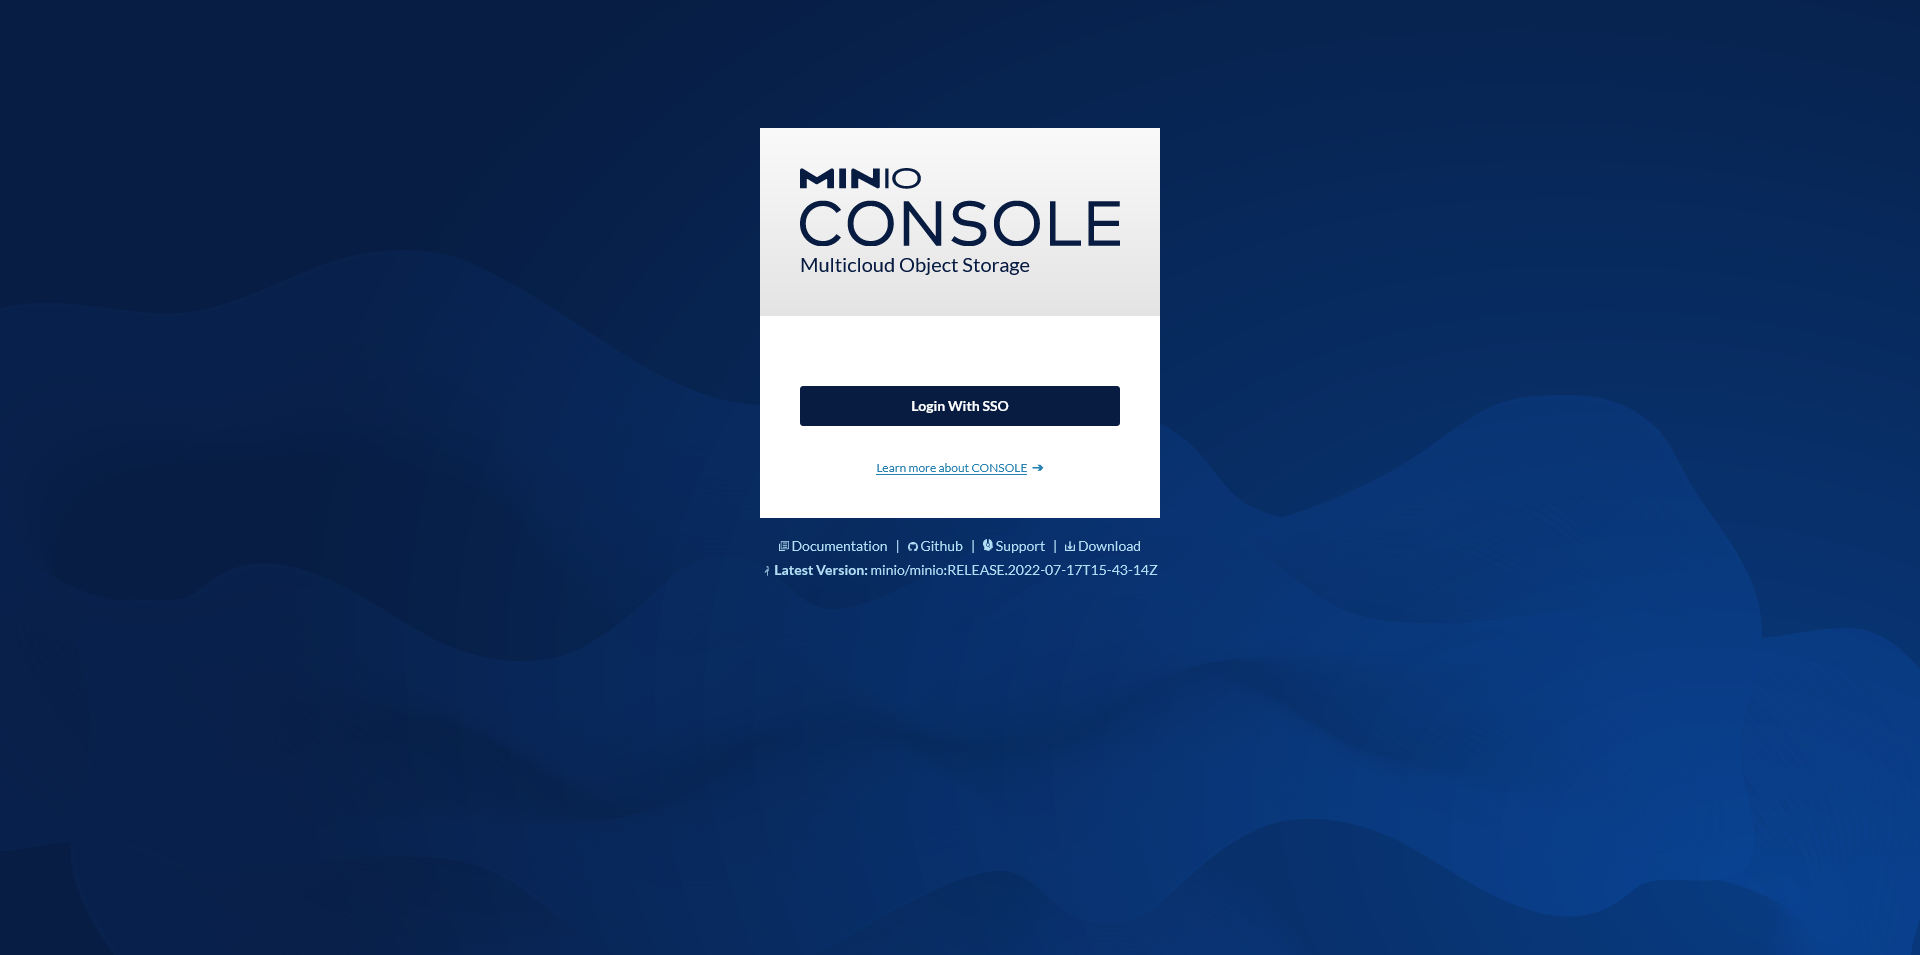 MINIO
CONSOLE
Multicloud Object Storage
Login With SSO
Learn more about CONSOLE ➔
Documentation | Github | Support | Download
Latest Version: minio/minio:RELEASE.2022-07-17T15-43-14Z